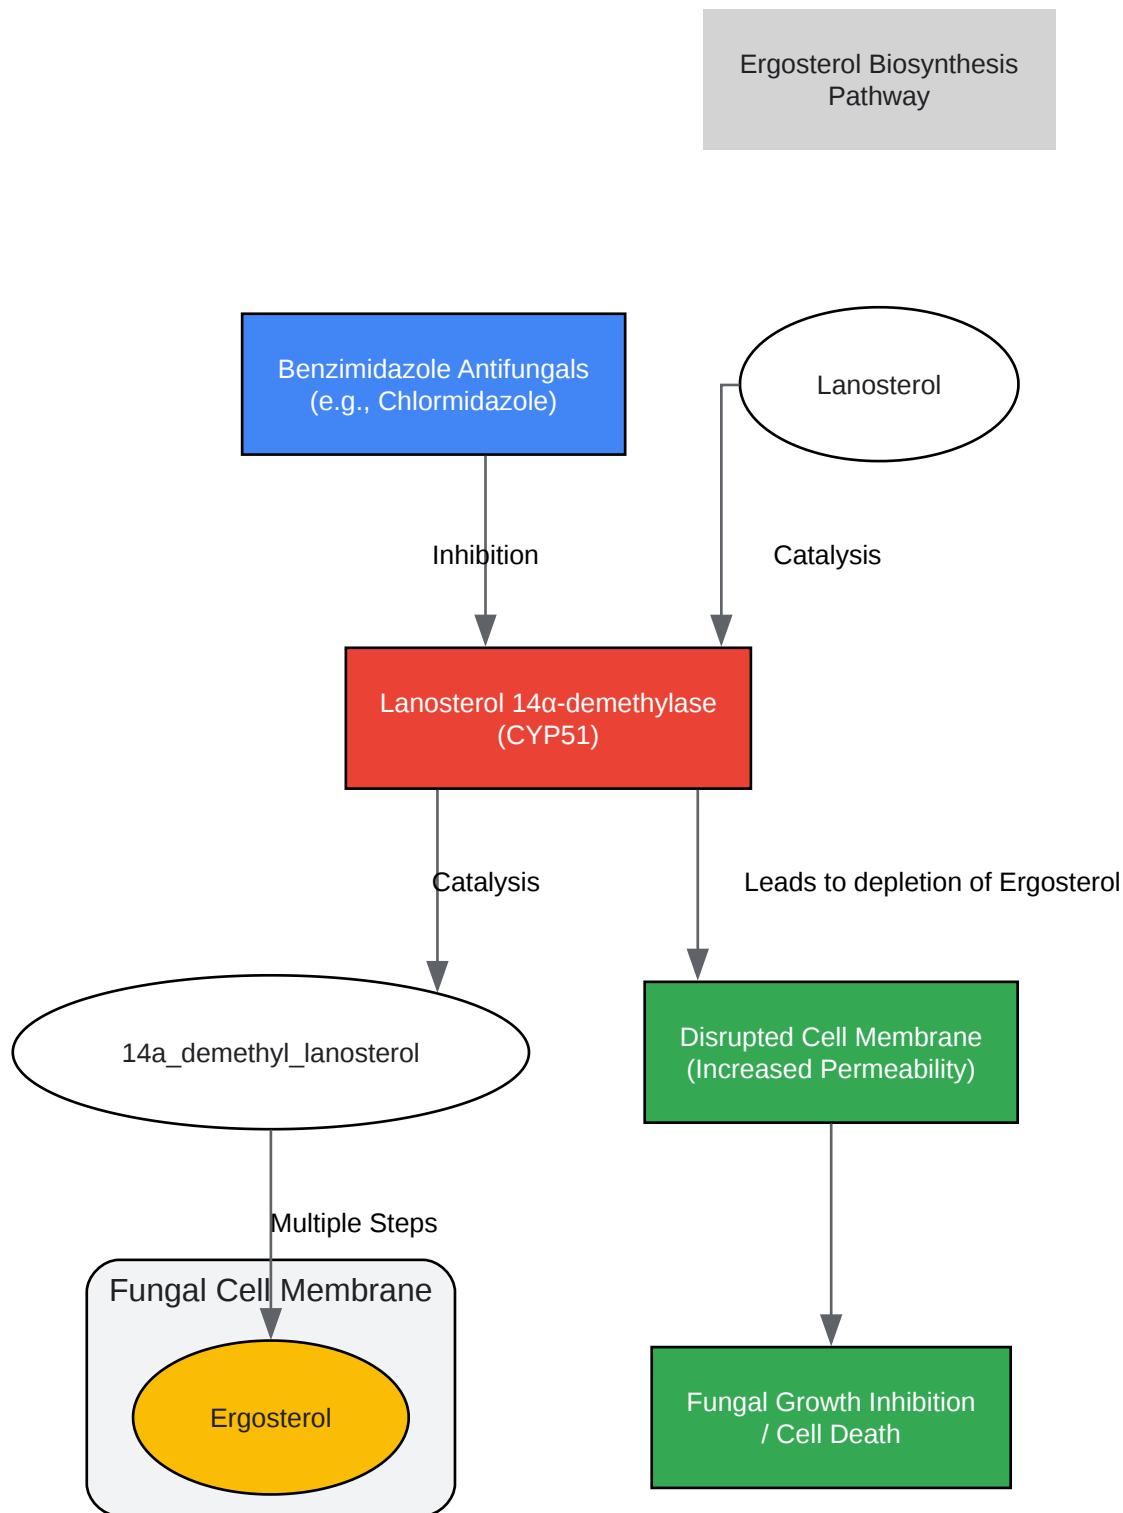 Ergosterol Biosynthesis
Pathway
Benzimidazole Antifungals
(e.g., Chlormidazole)
Lanosterol
Inhibition
Catalysis
Lanosterol 14α-demethylase
(CYP51)
Catalysis
Leads to depletion of Ergosterol
14a_demethyl_lanosterol
Disrupted Cell Membrane
(Increased Permeability)
Multiple Steps
Fungal Cell Membrane
Ergosterol
Fungal Growth Inhibition
/ Cell Death